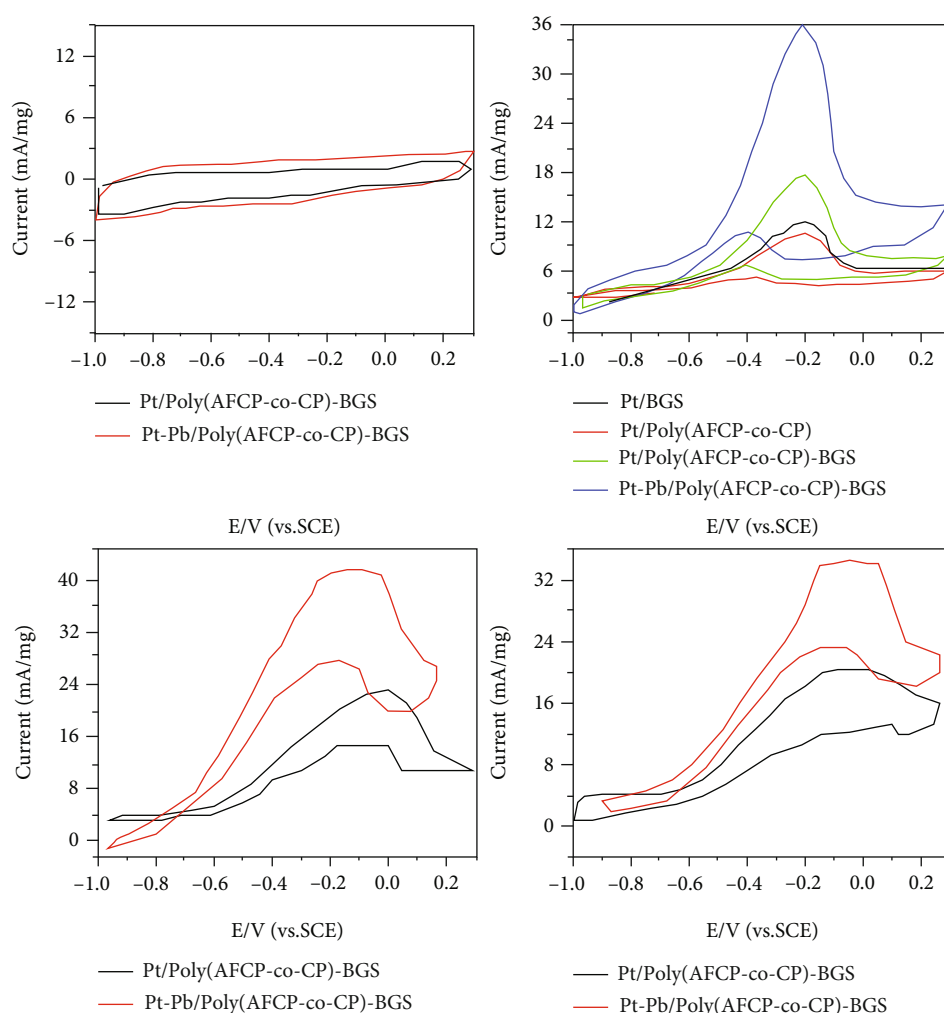 15
12
6
0
−6
−12
Current (mA/mg)
−1.0 −0.8 −0.6 −0.4 −0.2 0.0 0.2
Pt/Poly(AFCP-co-CP)-BGS
Pt-Pb/Poly(AFCP-co-CP)-BGS
E/V (vs.SCE)
36
36
24
18
12
6
0
Current (mA/mg)
−1.0 −0.8 −0.6 −0.4 −0.2 0.0 0.2
Pt/BGS
Pt/Poly(AFCP-co-CP)
Pt/Poly(AFCP-co-CP)-BGS
Pt-Pb/Poly(AFCP-co-CP)-BGS
E/V (vs.SCE)
40
32
24
16
8
0
Current (mA/mg)
−1.0 −0.8 −0.6 −0.4 −0.2 0.0 0.2
E/V (vs.SCE)
Pt/Poly(AFCP-co-CP)-BGS
Pt-Pb/Poly(AFCP-co-CP)-BGS
32
24
16
8
0
Current (mA/mg)
−1.0 −0.8 −0.6 −0.4 −0.2 0.0 0.2
E/V (vs.SCE)
Pt/Poly(AFCP-co-CP)-BGS
Pt-Pb/Poly(AFCP-co-CP)-BGS